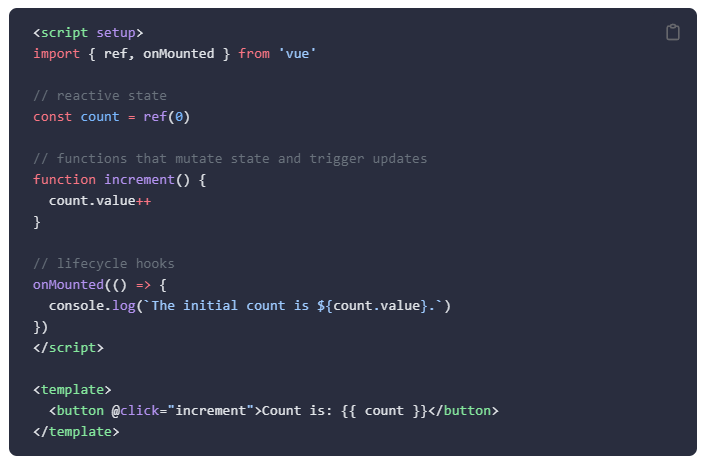 <script setup>
import { ref, onMounted } from 'vue'

// reactive state
const count = ref(0)

// functions that mutate state and trigger updates
function increment() {
  count.value++
}

// lifecycle hooks
onMounted(() => {
  console.log(`The initial count is ${count.value}.`)
})
</script>

<template>
  <button @click="increment">Count is: {{ count }}</button>
</template>